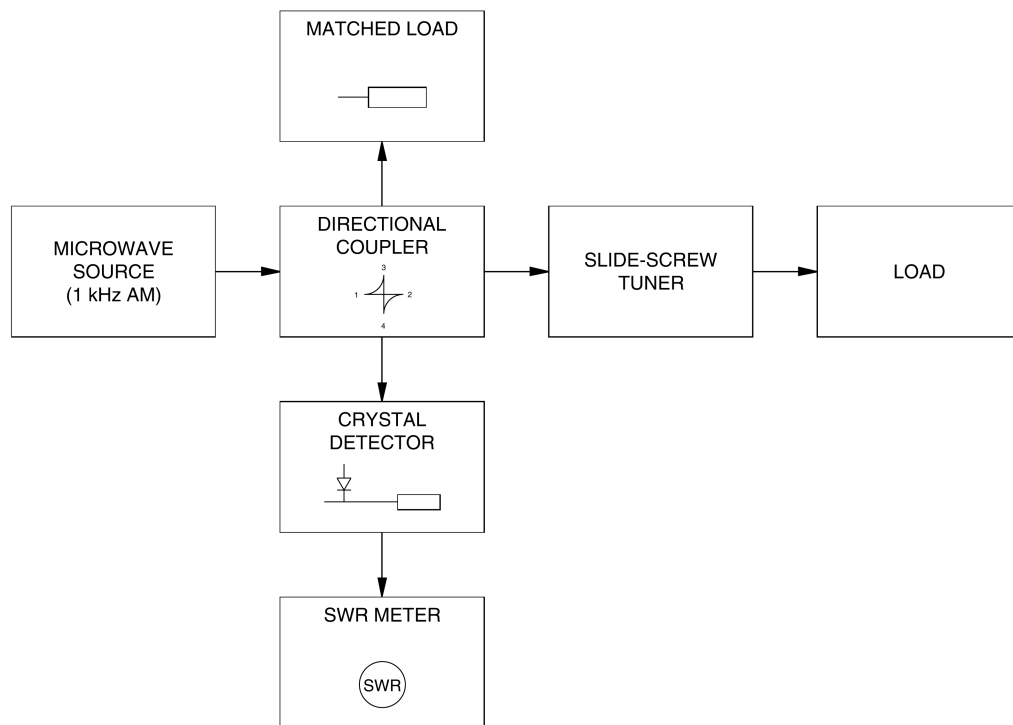 MATCHED LOAD
MICROWAVE
SOURCE
(1 kHz AM)
DIRECTIONAL
COUPLER
3
1
2
4
SLIDE-SCREW
TUNER
LOAD
CRYSTAL
DETECTOR
SWR METER
SWR